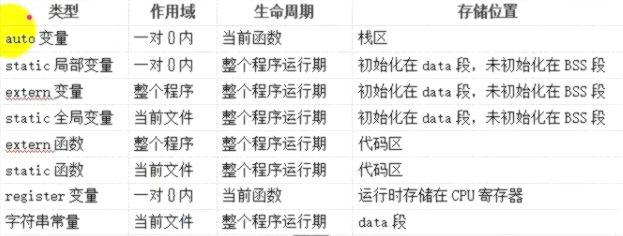 类型 作用域 生命周期 存储位置
auto 变量 一对{}内 当前函数 栈区
static 局部变量 一对{}内 整个程序运行期 初始化在 data 段，未初始化在 BSS 段
extern 变量 整个程序 整个程序运行期 初始化在 data 段，未初始化在 BSS 段
static 全局变量 当前文件 整个程序运行期 初始化在 data 段，未初始化在 BSS 段
extern 函数 整个程序 整个程序运行期 代码区
static 函数 当前文件 整个程序运行期 代码区
register 变量 一对{}内 当前函数 运行时存储在 CPU 寄存器
字符串常量 当前文件 整个程序运行期 data 段